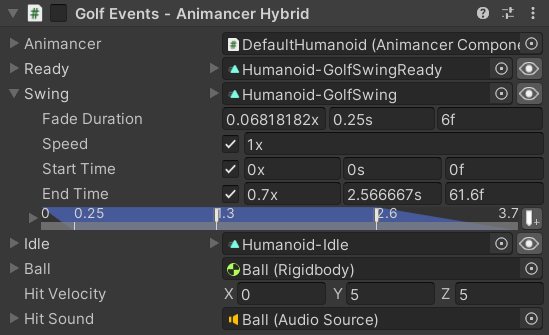 Golf Events - Animancer Hybrid
Animancer DefaultHumanoid (Animancer Compone
Ready Humanoid-GolfSwingReady
Swing Humanoid-GolfSwing
Fade Duration 0.06818182x 0.25s 6f
Speed 1x
Start Time 0x 0s 0f
End Time 0.7x 2.566667s 61.6f
0 0.25 1.3 2.6 3.7
Idle Humanoid-Idle
Ball Ball (Rigidbody)
Hit Velocity X 0 Y 5 Z 5
Hit Sound Ball (Audio Source)